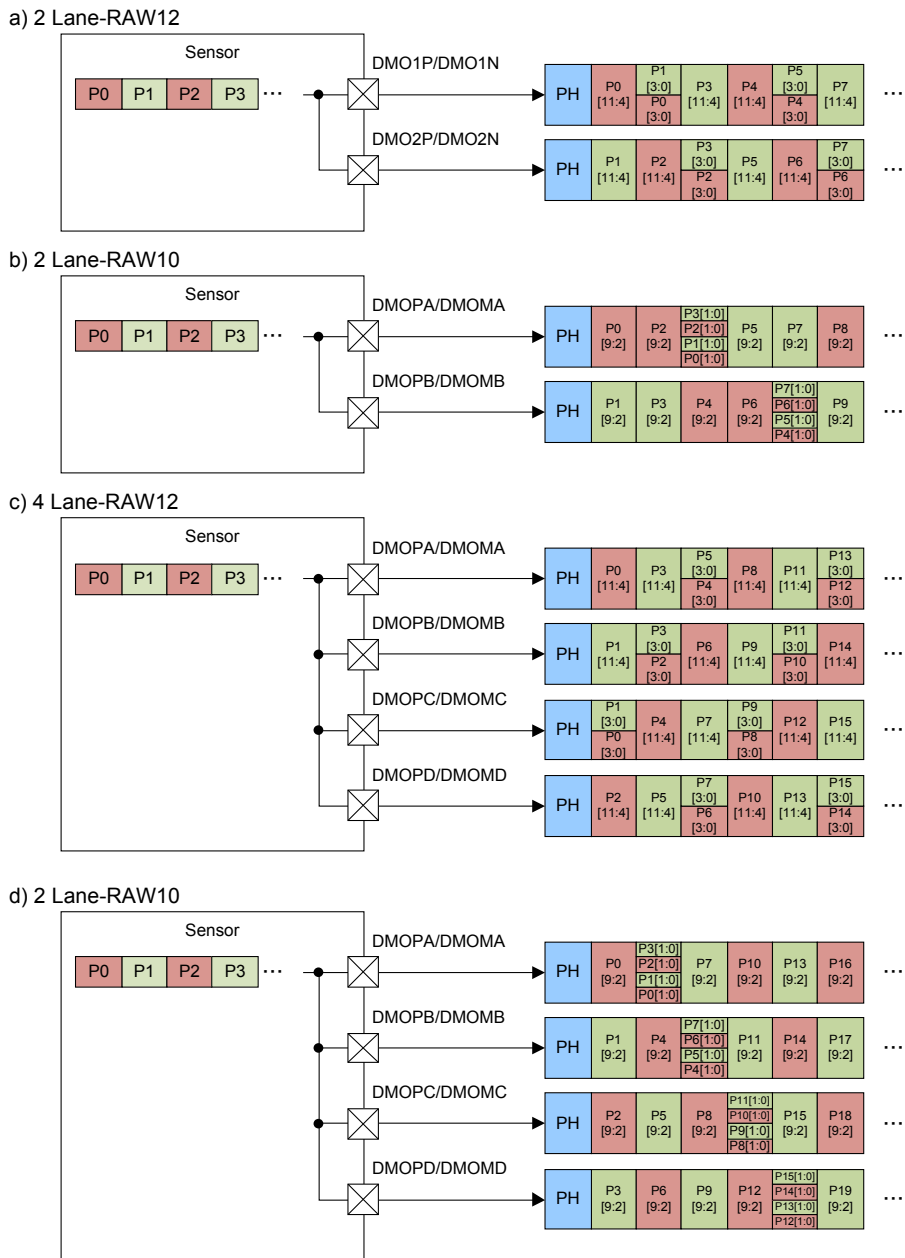 a) 2 Lane-RAW12
Sensor
P0 P1 P2 P3 ...
DMO1P/DMO1N
PH P0 [11:4] P1 [3:0] P0 [3:0] P3 [11:4] P4 [11:4] P5 [3:0] P4 [3:0] P7 [11:4] ...
DMO2P/DMO2N
PH P1 [11:4] P2 [11:4] P3 [3:0] P2 [3:0] P5 [11:4] P6 [11:4] P7 [3:0] P6 [3:0] ...
b) 2 Lane-RAW10
Sensor
P0 P1 P2 P3 ...
DMOPA/DMOMA
PH P0 [9:2] P2 [9:2] P3[1:0] P2[1:0] P1[1:0] P0[1:0] P5 [9:2] P7 [9:2] P8 [9:2] ...
DMOPB/DMOMB
PH P1 [9:2] P3 [9:2] P4 [9:2] P6 [9:2] P7[1:0] P6[1:0] P5[1:0] P4[1:0] P9 [9:2] ...
c) 4 Lane-RAW12
Sensor
P0 P1 P2 P3 ...
DMOPA/DMOMA
PH P0 [11:4] P3 [11:4] P5 [3:0] P4 [3:0] P8 [11:4] P11 [11:4] P13 [3:0] P12 [3:0] ...
DMOPB/DMOMB
PH P1 [11:4] P3 [3:0] P2 [3:0] P6 [11:4] P9 [11:4] P11 [3:0] P10 [3:0] P14 [11:4] ...
DMOPC/DMOMC
PH P1 [3:0] P0 [3:0] P4 [11:4] P7 [11:4] P9 [3:0] P8 [3:0] P12 [11:4] P15 [11:4] ...
DMOPD/DMOMD
PH P2 [11:4] P5 [11:4] P7 [3:0] P6 [3:0] P10 [11:4] P13 [11:4] P15 [3:0] P14 [3:0] ...
d) 2 Lane-RAW10
Sensor
P0 P1 P2 P3 ...
DMOPA/DMOMA
PH P0 [9:2] P3[1:0] P2[1:0] P1[1:0] P0[1:0] P7 [9:2] P10 [9:2] P13 [9:2] P16 [9:2] ...
DMOPB/DMOMB
PH P1 [9:2] P4 [9:2] P7[1:0] P6[1:0] P5[1:0] P4[1:0] P11 [9:2] P14 [9:2] P17 [9:2] ...
DMOPC/DMOMC
PH P2 [9:2] P5 [9:2] P8 [9:2] P11[1:0] P10[1:0] P9[1:0] P8[1:0] P15 [9:2] P18 [9:2] ...
DMOPD/DMOMD
PH P3 [9:2] P6 [9:2] P9 [9:2] P12 [9:2] P15[1:0] P14[1:0] P13[1:0] P12[1:0] P19 [9:2] ...